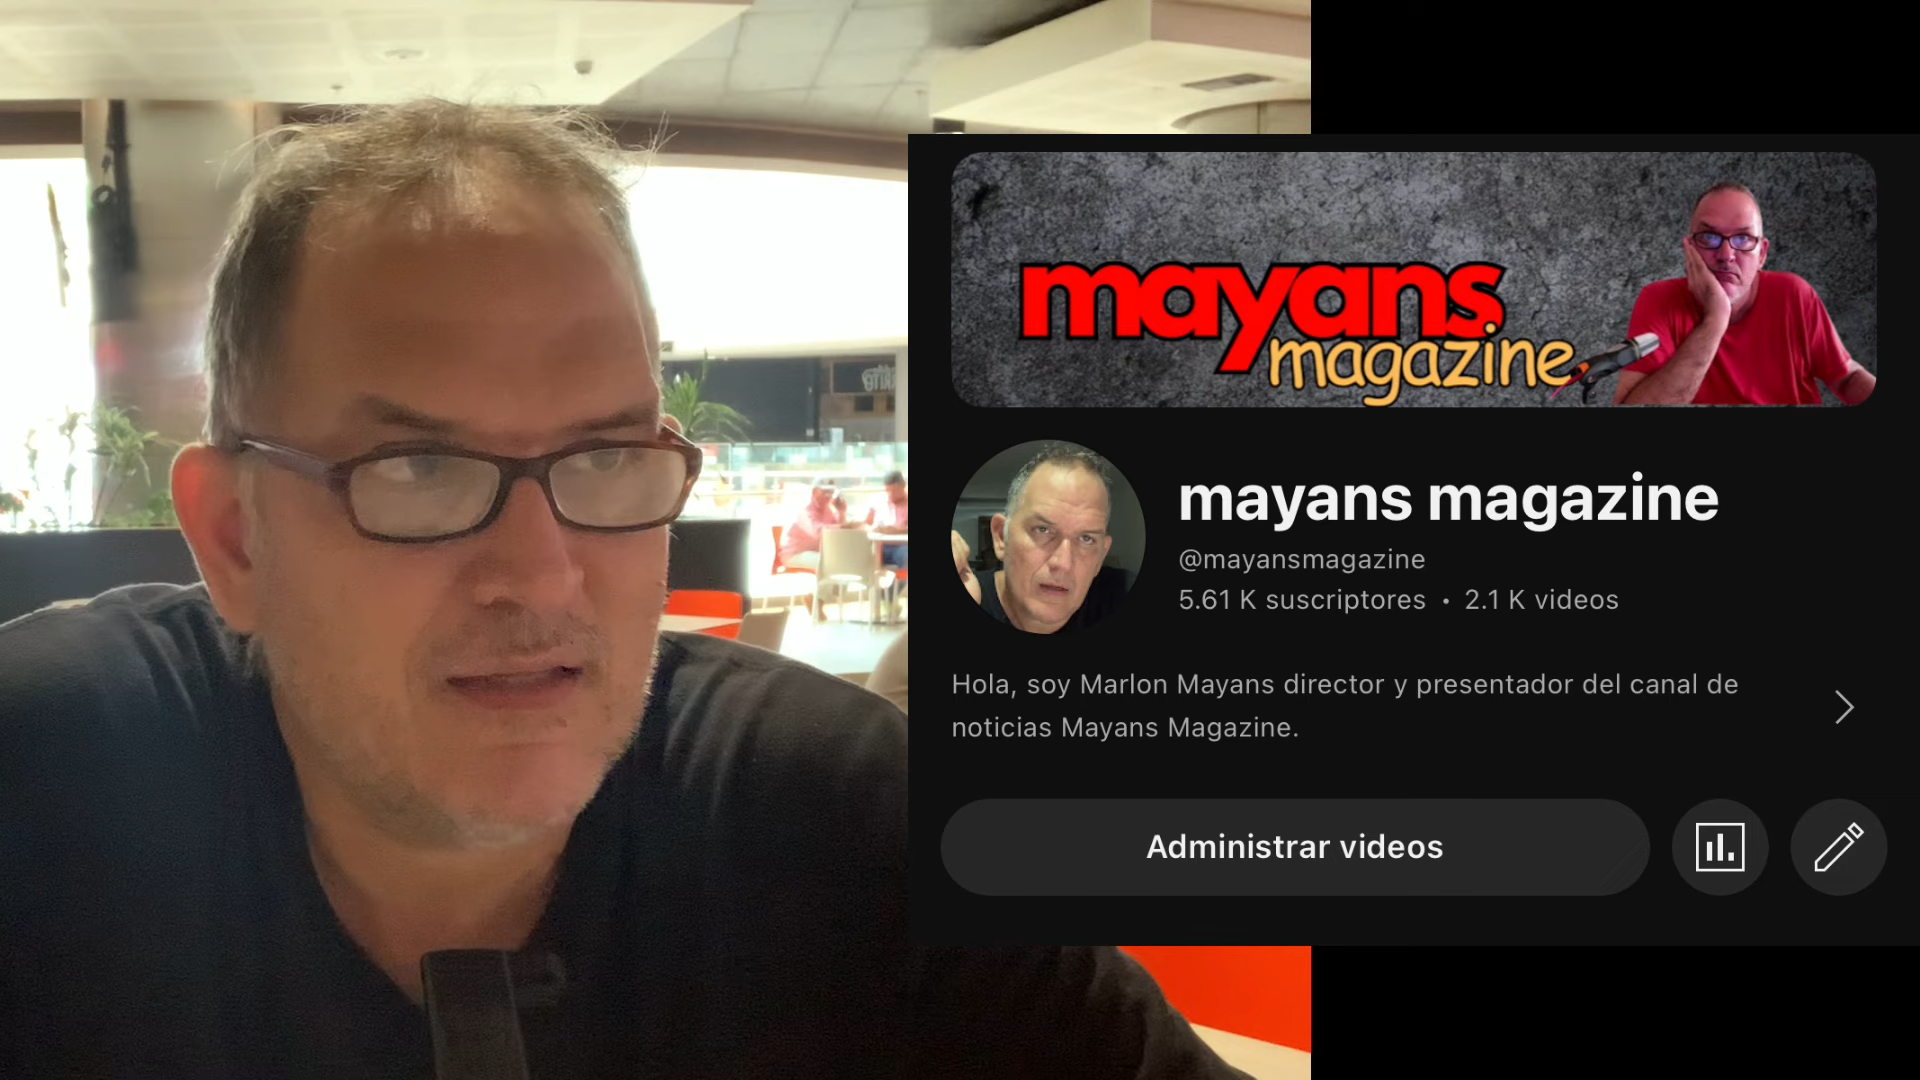 mayans
magazine
mayans magazine
@mayansmagazine
5.61 K suscriptores • 2.1 K videos
Hola, soy Marlon Mayans director y presentador del canal de
noticias Mayans Magazine.
Administrar videos